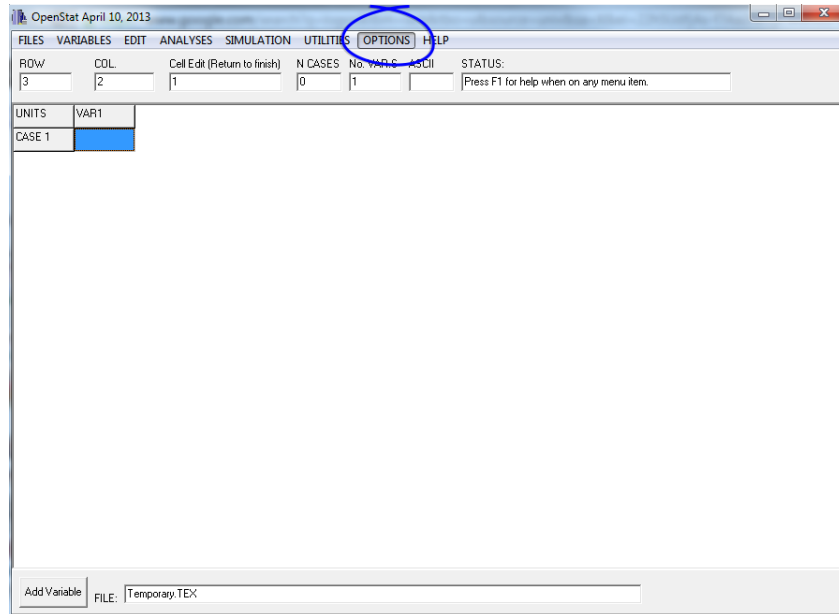 OpenStat April 10, 2013
FILES VARIABLES EDIT ANALYSES SIMULATION UTILITIES OPTIONS HELP
ROW COL. Cell Edit (Return to finish) N CASES No. VAR.S ASCII STATUS:
3 2 1 0 1 Press F1 for help when on any menu item.
UNITS VAR1
CASE 1
Add Variable FILE: Temporary.TEX